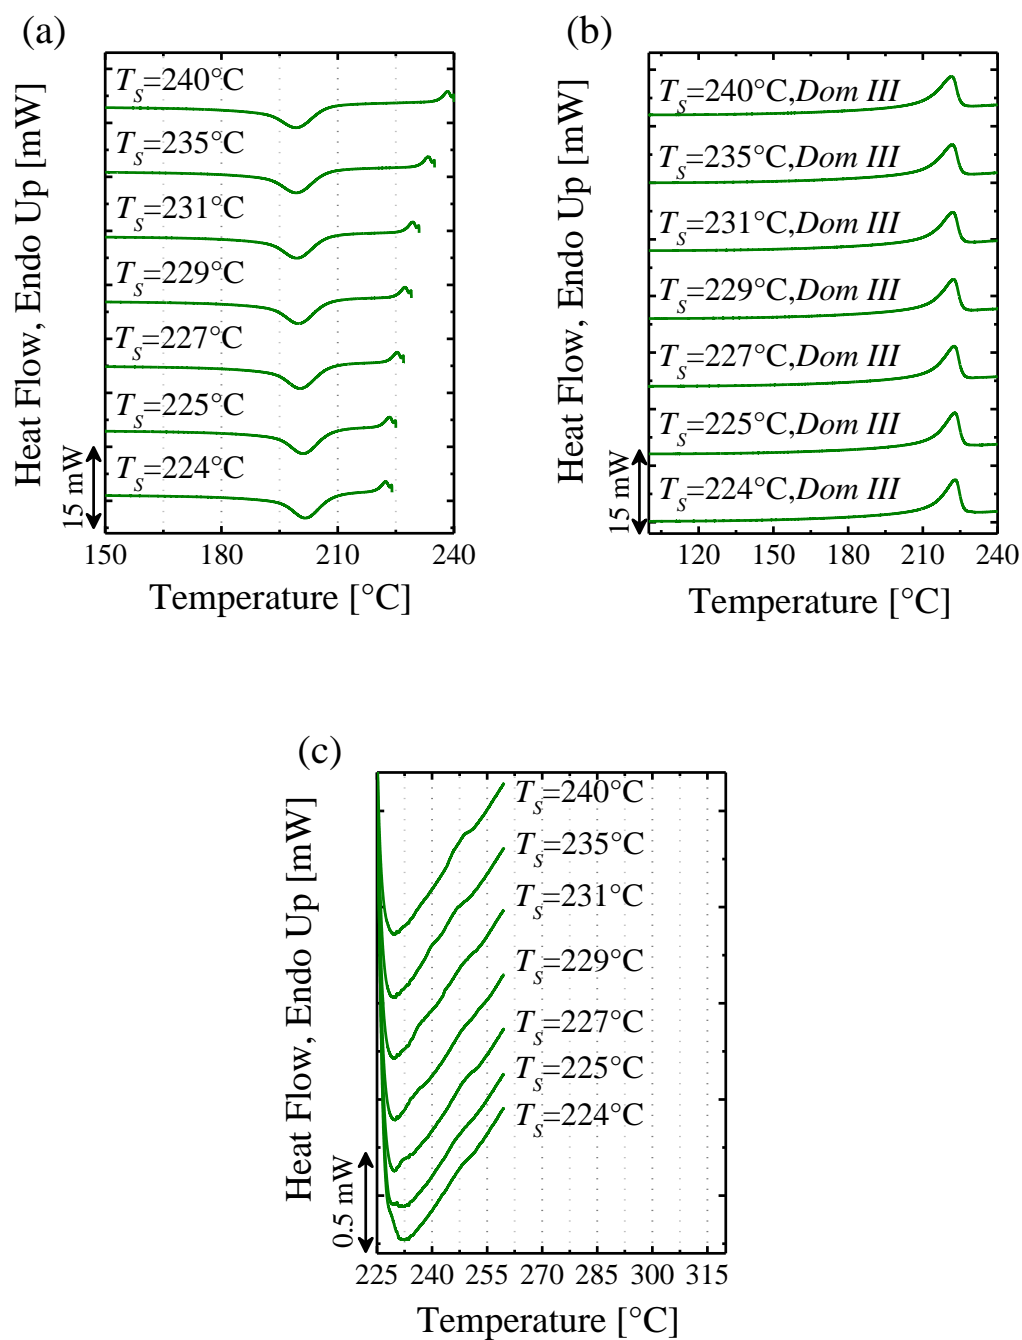 (a)
Heat Flow, Endo Up [mW]
T_S=240°C
T_S=235°C
T_S=231°C
T_S=229°C
T_S=227°C
T_S=225°C
T_S=224°C
15 mW
150 180 210 240
Temperature [°C]
(b)
Heat Flow, Endo Up [mW]
T_S=240°C,Dom III
T_S=235°C,Dom III
T_S=231°C,Dom III
T_S=229°C,Dom III
T_S=227°C,Dom III
T_S=225°C,Dom III
T_S=224°C,Dom III
15 mW
120 150 180 210 240
Temperature [°C]
(c)
Heat Flow, Endo Up [mW]
T_S=240°C
T_S=235°C
T_S=231°C
T_S=229°C
T_S=227°C
T_S=225°C
T_S=224°C
0.5 mW
225 240 255 270 285 300 315
Temperature [°C]